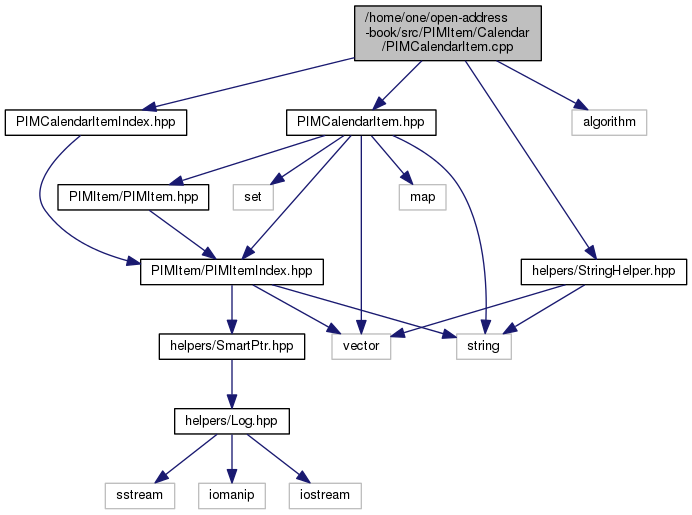 /home/one/open-address
-book/src/PIMItem/Calendar
/PIMCalendarItem.cpp
PIMCalendarItemIndex.hpp
PIMCalendarItem.hpp
algorithm
PIMItem/PIMItem.hpp
set
map
PIMItem/PIMItemIndex.hpp
helpers/StringHelper.hpp
helpers/SmartPtr.hpp
vector
string
helpers/Log.hpp
sstream
iomanip
iostream